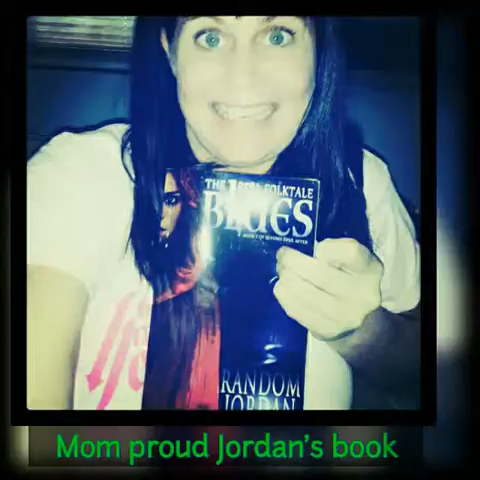 THE FOLKTALE
BLUES
RANDOM
JORDAN
Mom proud Jordan's book